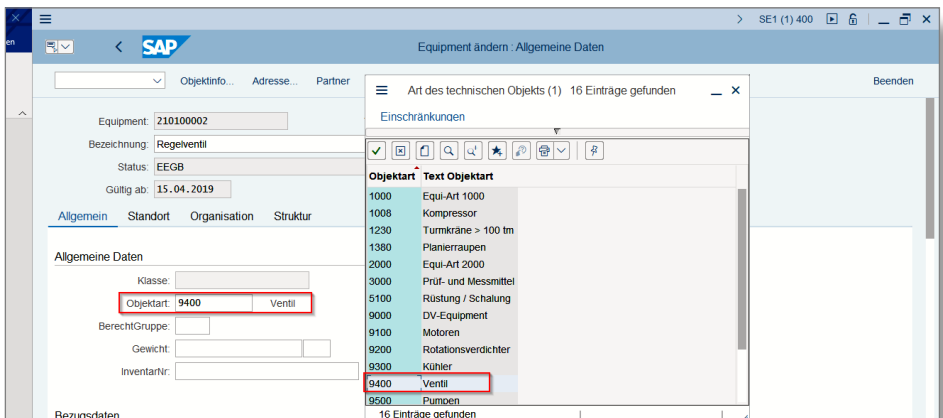 en
SE1 (1) 400
SAP
Equipment ändern : Allgemeine Daten
Objektinfo... Adresse... Partner
Beenden
Equipment: 210100002
Bezeichnung: Regelventil
Status: EEGB
Gültig ab: 15.04.2019
Allgemein Standort Organisation Struktur
Allgemeine Daten
Klasse:
Objektart: 9400 Ventil
BerechtGruppe:
Gewicht:
InventarNr:
Bezugsdaten
Art des technischen Objekts (1) 16 Einträge gefunden
Einschränkungen
Objektart Text Objektart
1000 Equi-Art 1000
1008 Kompressor
1230 Turmkräne > 100 tm
1380 Planierraupen
2000 Equi-Art 2000
3000 Prüf- und Messmittel
5100 Rüstung / Schalung
9000 DV-Equipment
9100 Motoren
9200 Rotationsverdichter
9300 Kühler
9400 Ventil
9500 Pumpen
16 Einträge gefunden